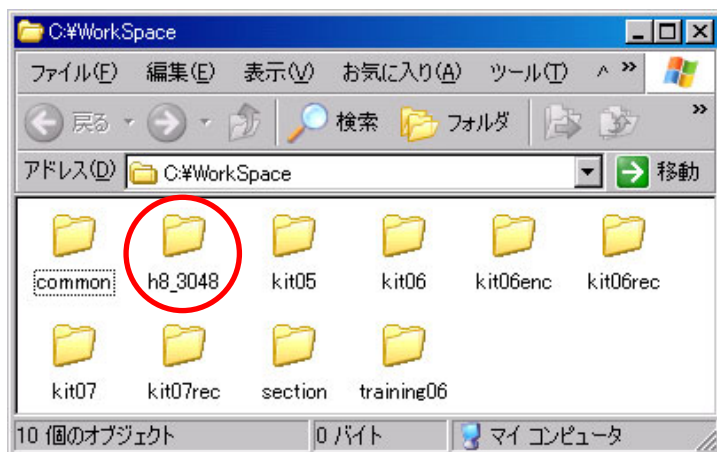 C:¥WorkSpace
ファイル(F) 編集(E) 表示(V) お気に入り(A) ツール(T) ^ »
戻る 検索 フォルダ »
アドレス(D) C:¥WorkSpace 移動
common h8_3048 kit05 kit06 kit06enc kit06rec
kit07 kit07rec section training06
10 個のオブジェクト 0 バイト マイ コンピュータ